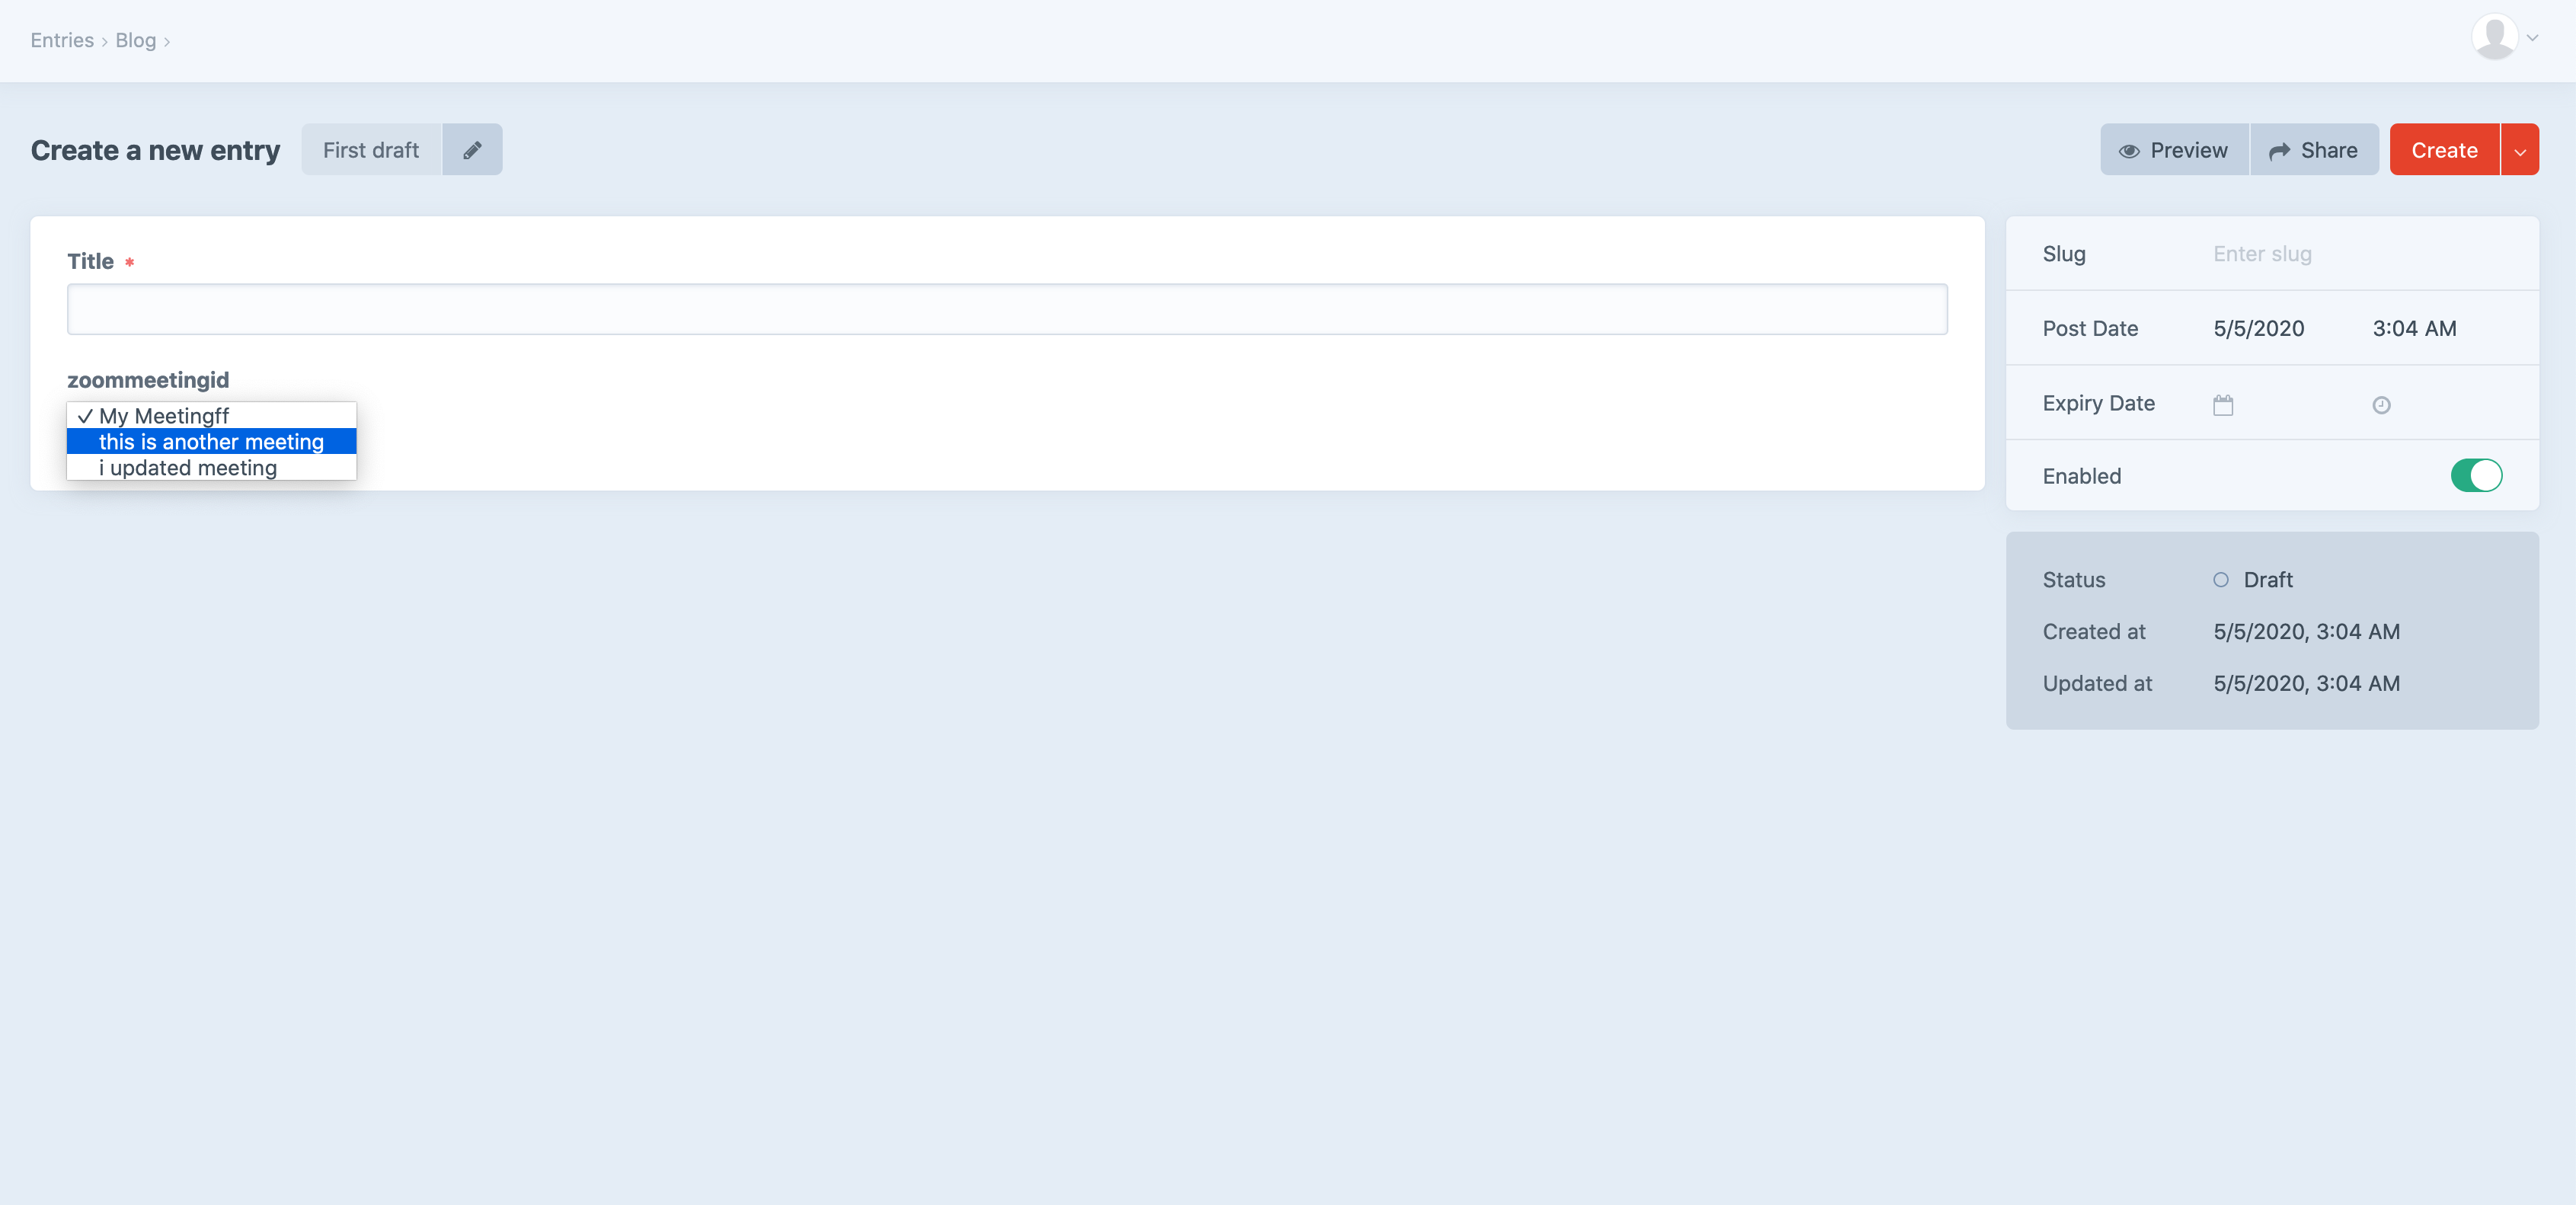 Entries › Blog ›
Create a new entry First draft Preview Share Create
Title *
zoommeetingid
✓ My Meetingff
this is another meeting
i updated meeting
Slug Enter slug
Post Date 5/5/2020 3:04 AM
Expiry Date
Enabled
Status Draft
Created at 5/5/2020, 3:04 AM
Updated at 5/5/2020, 3:04 AM